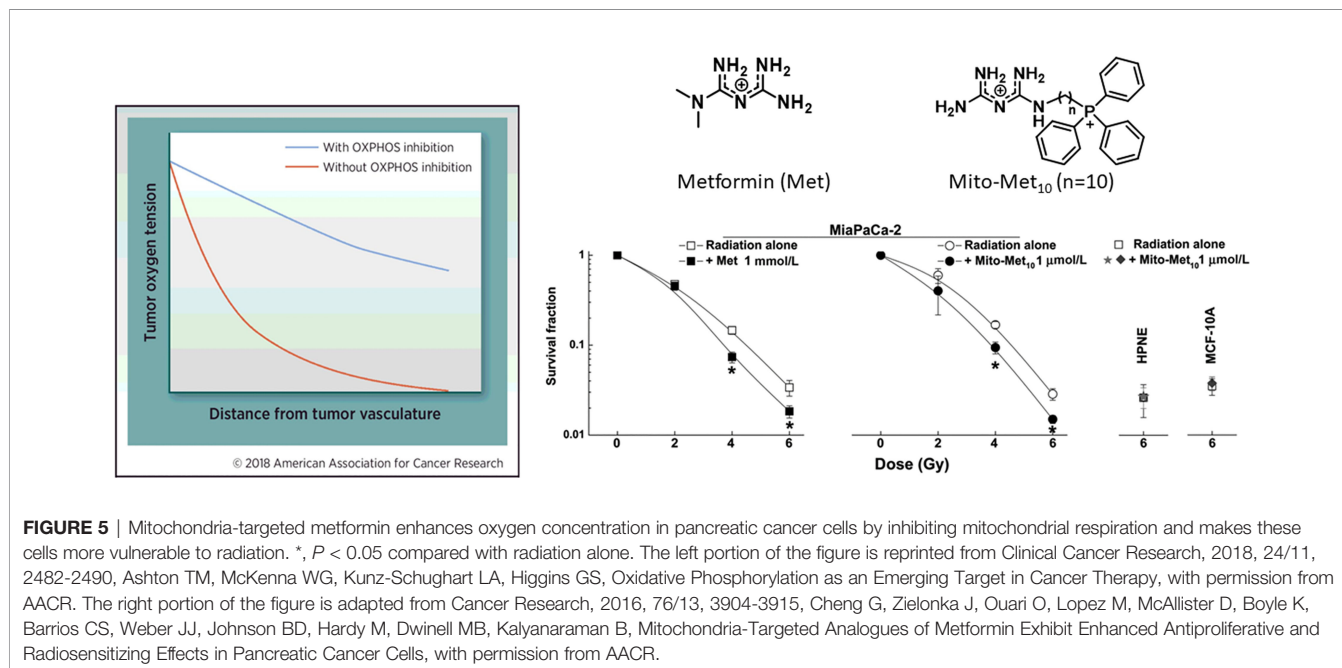 With OXPHOS inhibition
Without OXPHOS inhibition
Tumor oxygen tension
Distance from tumor vasculature
© 2018 American Association for Cancer Research
NH₂ NH₂
N N NH₂
Metformin (Met)
NH₂ NH₂
H₂N N N n P
H
+
Mito-Met₁₀ (n=10)
MiaPaCa-2
Radiation alone
+ Met 1 mmol/L
Radiation alone
+ Mito-Met₁₀1 μmol/L
Radiation alone
+ Mito-Met₁₀1 μmol/L
Survival fraction
1
0.1
0.01
*
*
*
*
HPNE
MCF-10A
0 2 4 6
0 2 4 6
6 6
Dose (Gy)
FIGURE 5 | Mitochondria-targeted metformin enhances oxygen concentration in pancreatic cancer cells by inhibiting mitochondrial respiration and makes these
cells more vulnerable to radiation. *, P < 0.05 compared with radiation alone. The left portion of the figure is reprinted from Clinical Cancer Research, 2018, 24/11,
2482-2490, Ashton TM, McKenna WG, Kunz-Schughart LA, Higgins GS, Oxidative Phosphorylation as an Emerging Target in Cancer Therapy, with permission from
AACR. The right portion of the figure is adapted from Cancer Research, 2016, 76/13, 3904-3915, Cheng G, Zielonka J, Ouari O, Lopez M, McAllister D, Boyle K,
Barrios CS, Weber JJ, Johnson BD, Hardy M, Dwinell MB, Kalyanaraman B, Mitochondria-Targeted Analogues of Metformin Exhibit Enhanced Antiproliferative and
Radiosensitizing Effects in Pancreatic Cancer Cells, with permission from AACR.